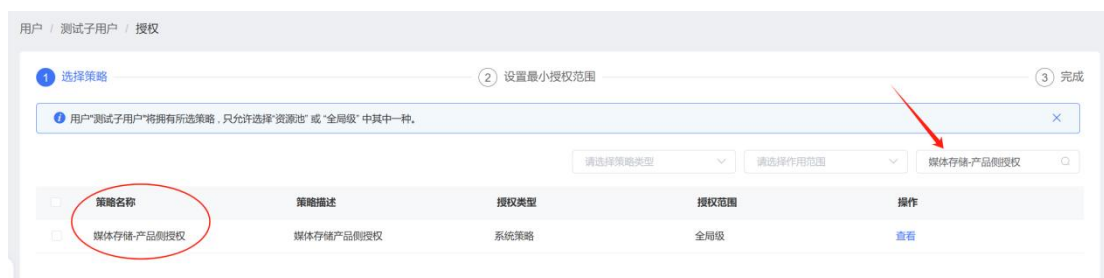 用户 / 测试子用户 / 授权
1 选择策略 2 设置最小授权范围 3 完成
用户"测试子用户"将拥有所选策略，只允许选择"资源池" 或 "全局级" 中其中一种。
请选择策略类型 请选择作用范围 媒体存储-产品侧授权
策略名称 策略描述 授权类型 授权范围 操作
媒体存储-产品侧授权 媒体存储产品侧授权 系统策略 全局级 查看